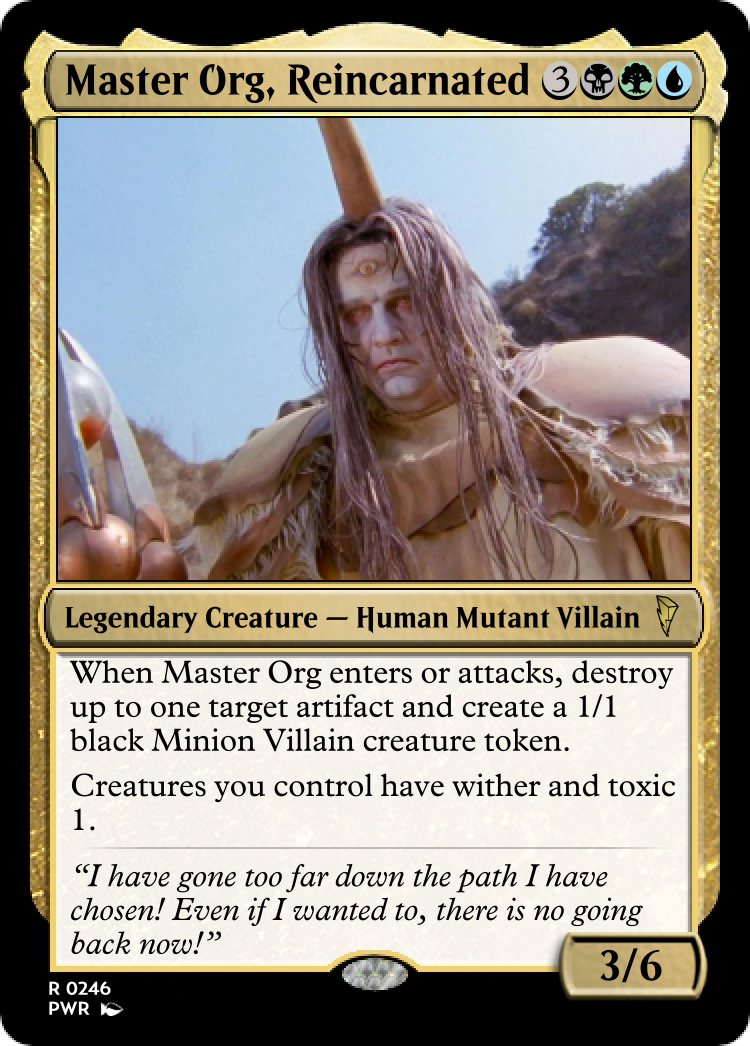 Master Org, Reincarnated 3
Legendary Creature — Human Mutant Villain
When Master Org enters or attacks, destroy
up to one target artifact and create a 1/1
black Minion Villain creature token.
Creatures you control have wither and toxic
1.
“I have gone too far down the path I have
chosen! Even if I wanted to, there is no going
back now!”
3/6
R 0246
PWR